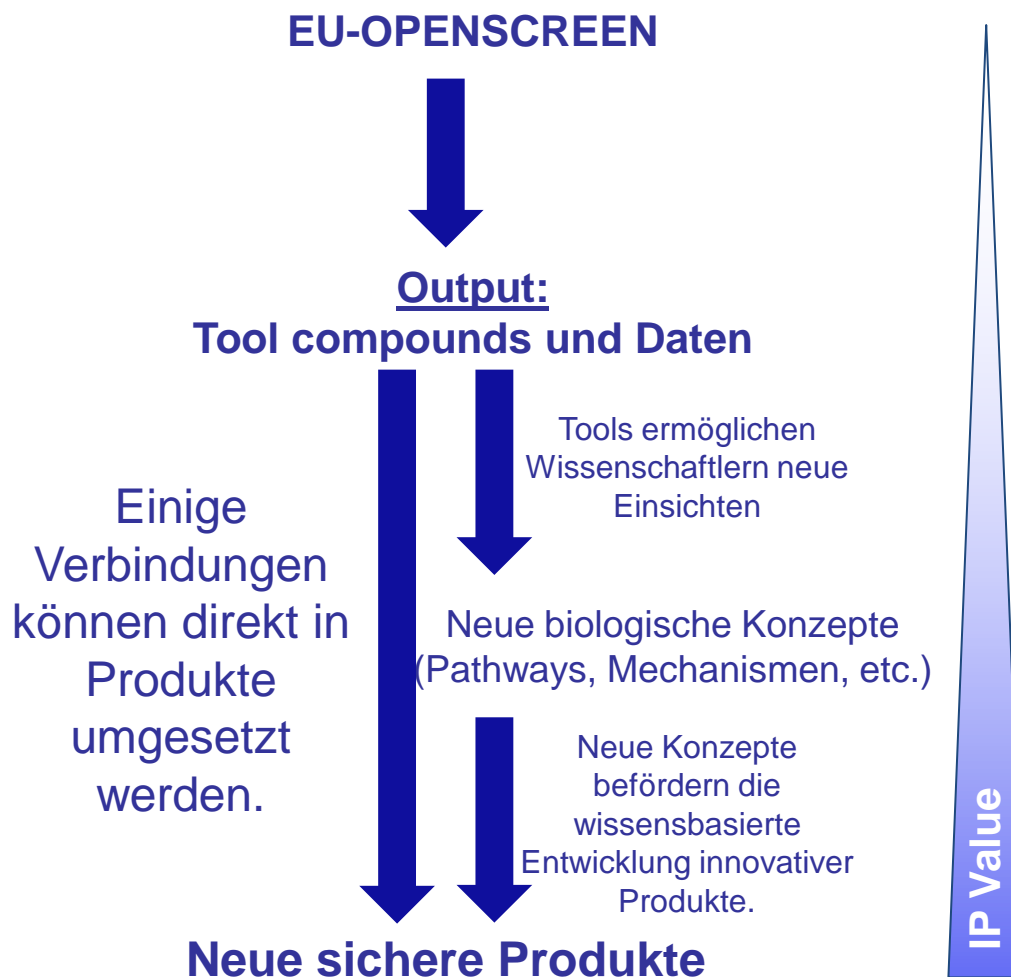 EU-OPENSCREEN
Output:
Tool compounds und Daten
Tools ermöglichen
Wissenschaftlern neue
Einsichten
Einige
Verbindungen
können direkt in
Produkte
umgesetzt
werden.
Neue biologische Konzepte
(Pathways, Mechanismen, etc.)
Neue Konzepte
befördern die
wissensbasierte
Entwicklung innovativer
Produkte.
Neue sichere Produkte
IP Value